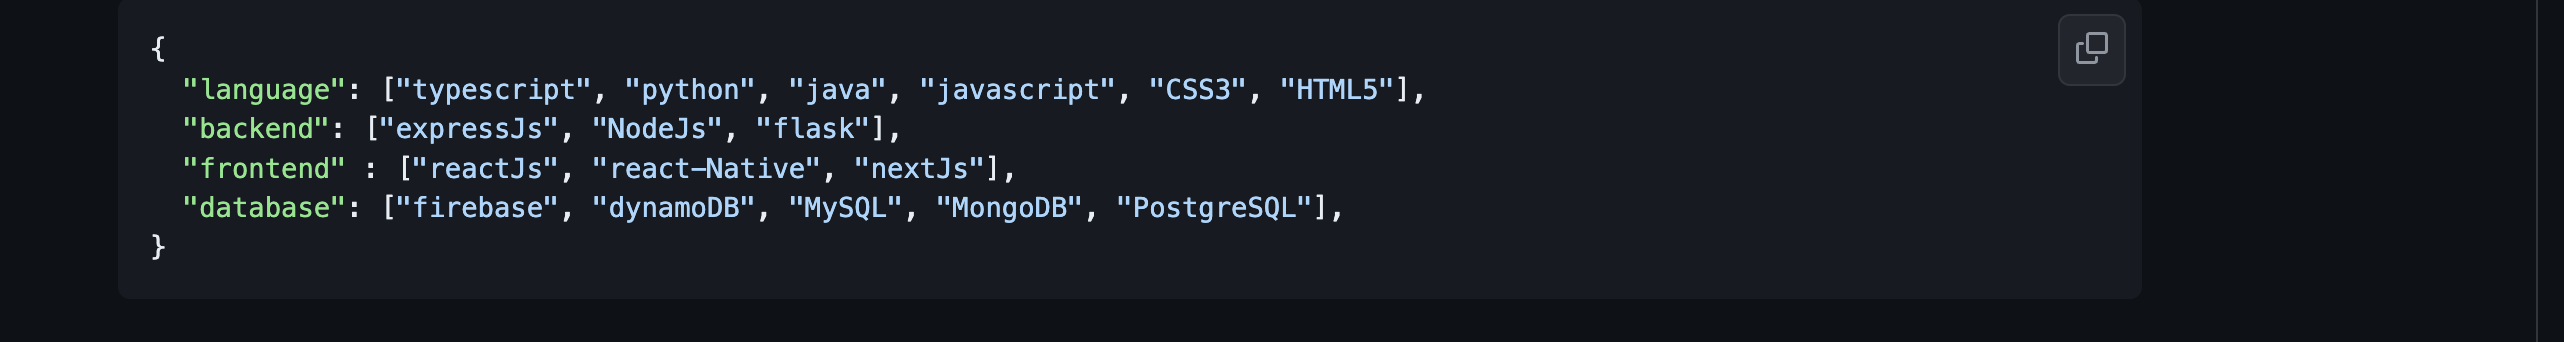 {
"language": ["typescript", "python", "java", "javascript", "CSS3", "HTML5"],
"backend": ["expressJs", "NodeJs", "flask"],
"frontend" : ["reactJs", "react-Native", "nextJs"],
"database": ["firebase", "dynamoDB", "MySQL", "MongoDB", "PostgreSQL"],
}